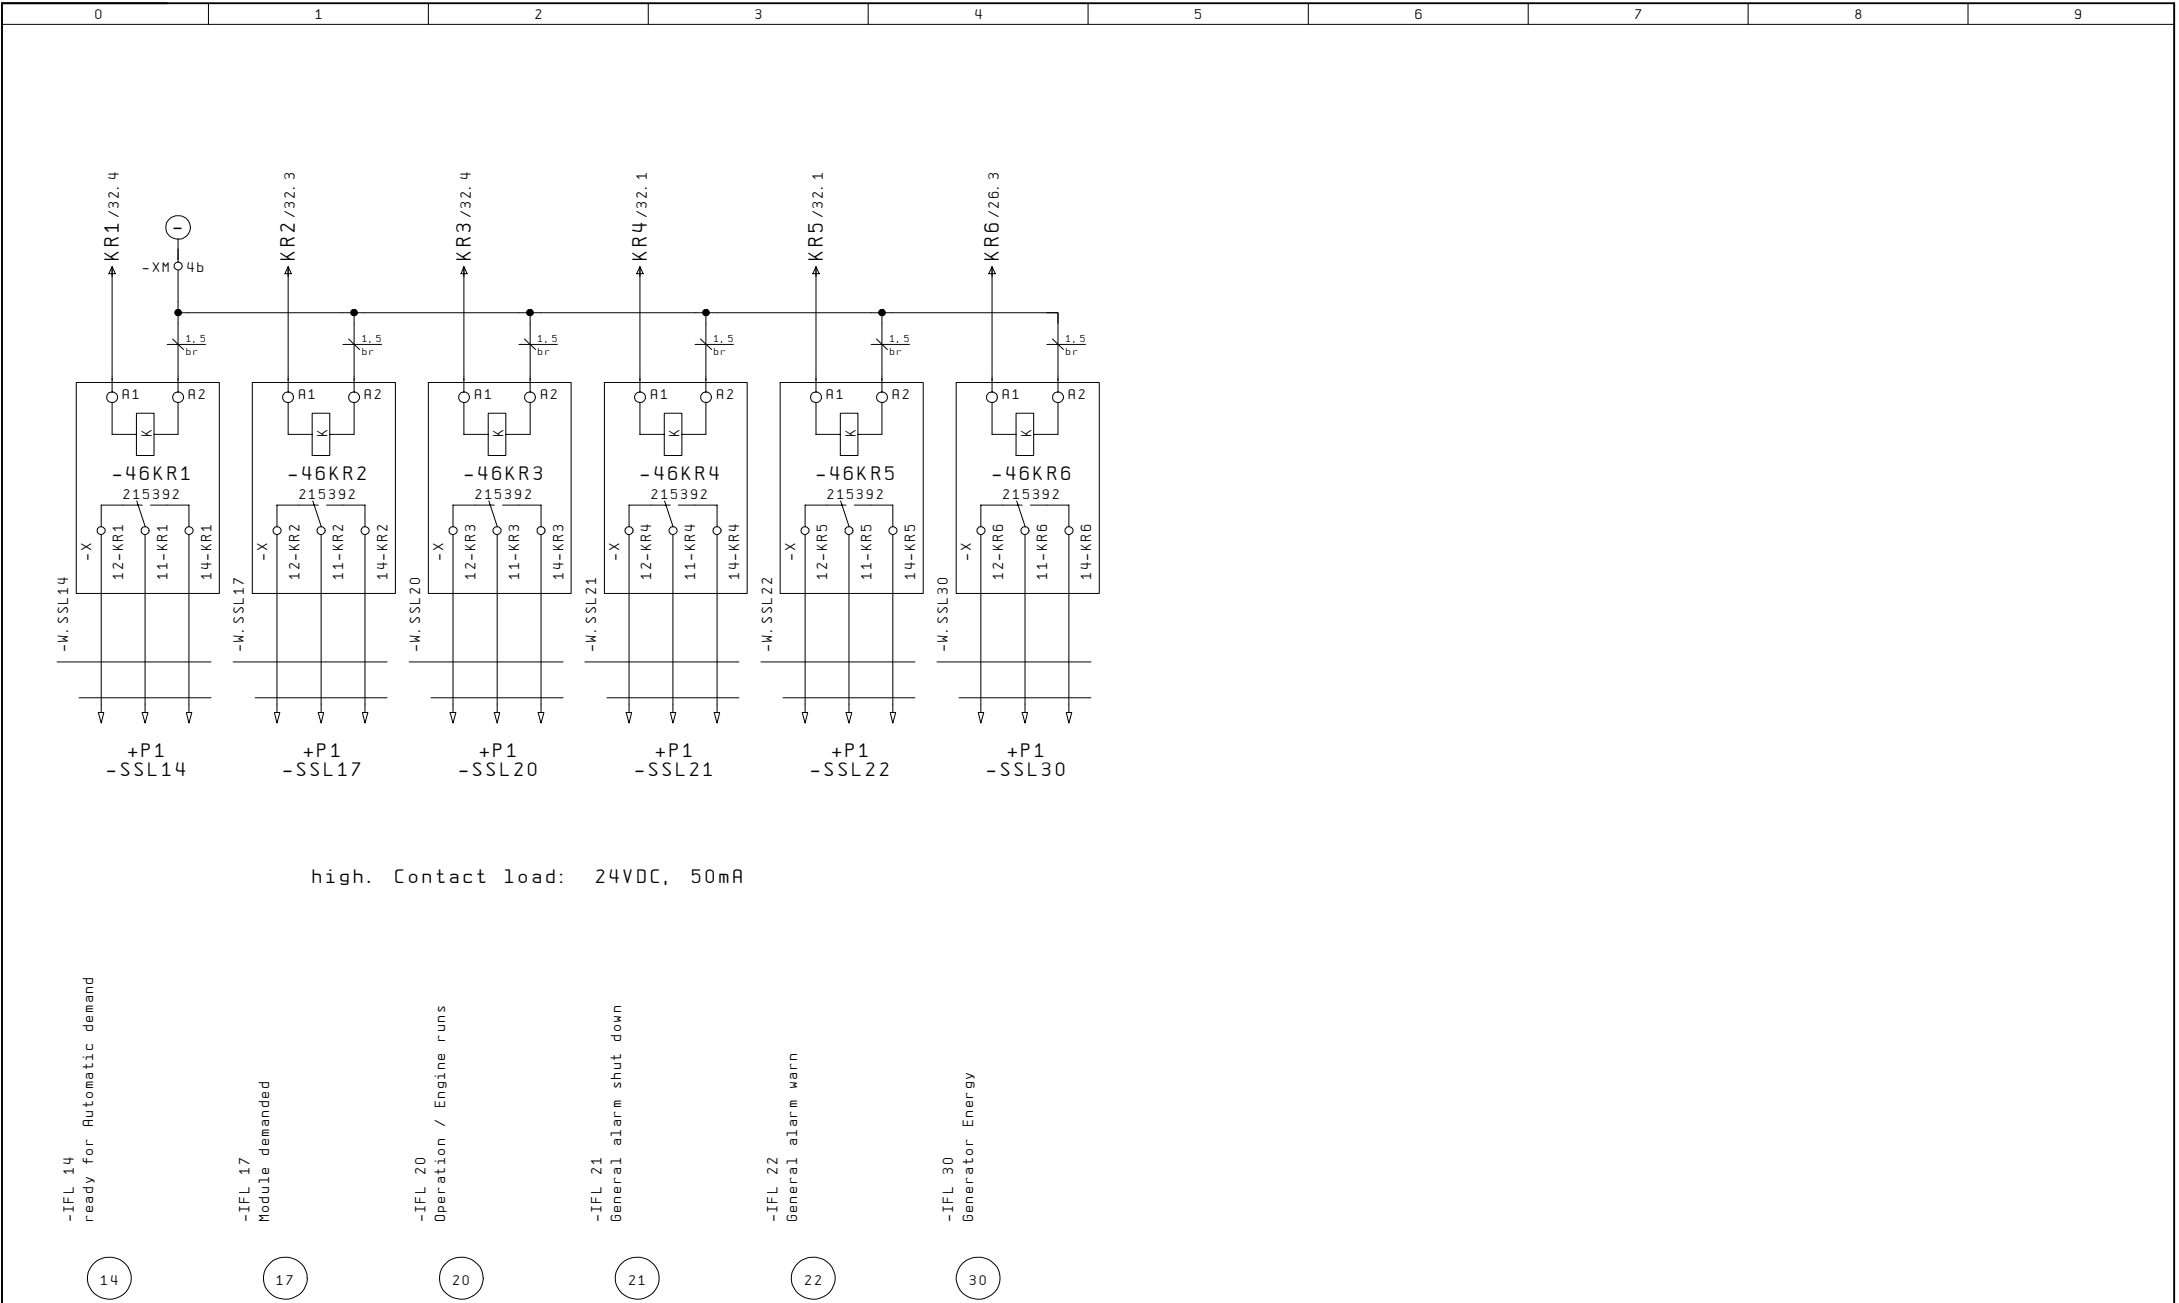 0 1 2 3 4 5 6 7 8 9
KR1/32.4
KR2/32.3
KR3/32.4
KR4/32.1
KR5/32.1
KR6/26.3
-
-XM 4b
1,5 1,5 1,5 1,5 1,5 1,5
br br br br br br
A1 A2 A1 A2 A1 A2 A1 A2 A1 A2 A1 A2
K K K K K K
-46KR1 -46KR2 -46KR3 -46KR4 -46KR5 -46KR6
215392 215392 215392 215392 215392 215392
-X 12-KR1 11-KR1 14-KR1
-X 12-KR2 11-KR2 14-KR2
-X 12-KR3 11-KR3 14-KR3
-X 12-KR4 11-KR4 14-KR4
-X 12-KR5 11-KR5 14-KR5
-X 12-KR6 11-KR6 14-KR6
-W.SSL14
-W.SSL17
-W.SSL20
-W.SSL21
-W.SSL22
-W.SSL30
+P1 +P1 +P1 +P1 +P1 +P1
-SSL14 -SSL17 -SSL20 -SSL21 -SSL22 -SSL30
high. Contact load: 24VDC, 50mA
-IFL 14
ready for Automatic demand
-IFL 17
Module demanded
-IFL 20
Operation / Engine runs
-IFL 21
General alarm shut down
-IFL 22
General alarm warn
-IFL 30
Generator Energy
14 17 20 21 22 30